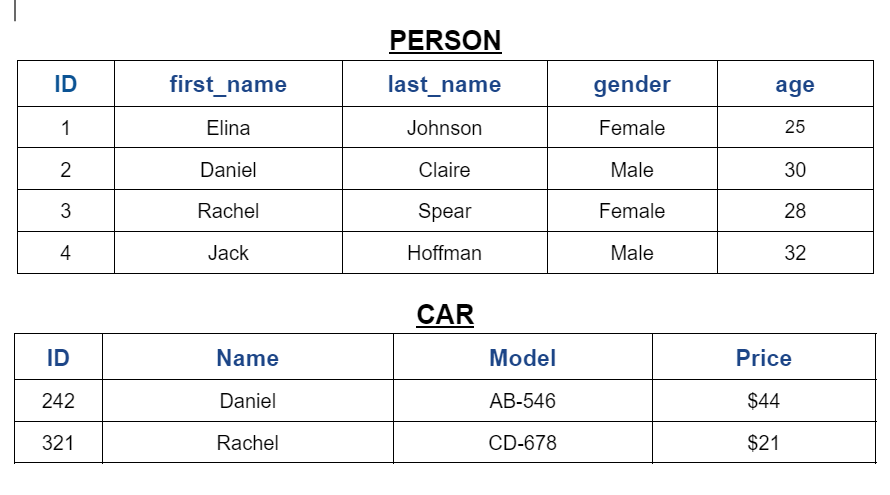 PERSON
ID first_name last_name gender age
1 Elina Johnson Female 25
2 Daniel Claire Male 30
3 Rachel Spear Female 28
4 Jack Hoffman Male 32
CAR
ID Name Model Price
242 Daniel AB-546 $44
321 Rachel CD-678 $21